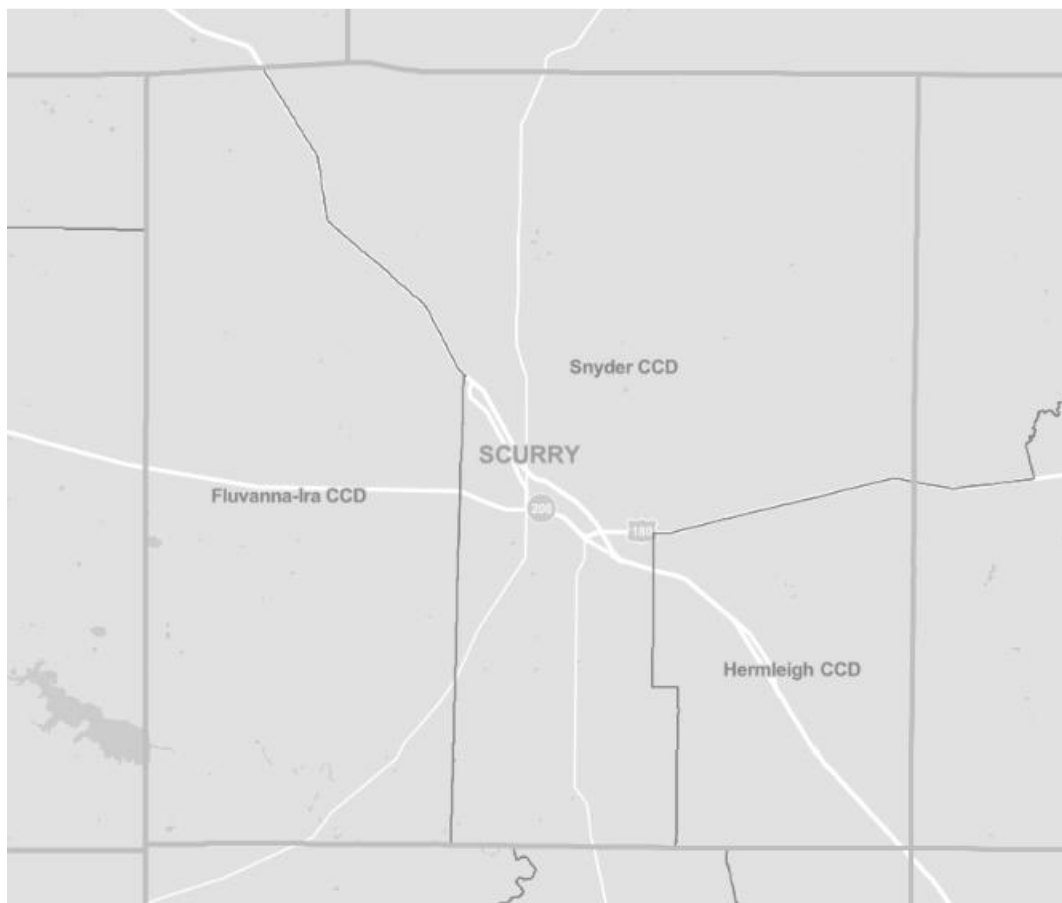 Snyder CCD
SCURRY
Fluvanna-Ira CCD
208
180
Hermleigh CCD